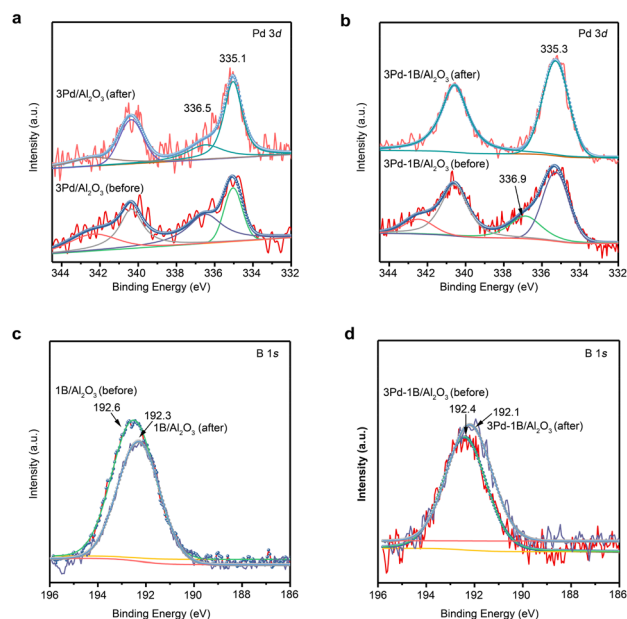 a
Pd 3d
335.1
336.5
3Pd/Al₂O₃ (after)
3Pd/Al₂O₃ (before)
Intensity (a.u.)
344 342 340 338 336 334 332
Binding Energy (eV)
b
Pd 3d
335.3
3Pd-1B/Al₂O₃ (after)
3Pd-1B/Al₂O₃ (before)
336.9
Intensity (a.u.)
344 342 340 338 336 334 332
Binding Energy (eV)
c
B 1s
1B/Al₂O₃ (before)
192.6
192.3
1B/Al₂O₃ (after)
Intensity (a.u.)
196 194 192 190 188 186
Binding Energy (eV)
d
B 1s
3Pd-1B/Al₂O₃ (before)
192.4
192.1
3Pd-1B/Al₂O₃ (after)
Intensity (a.u.)
196 194 192 190 188 186
Binding Energy (eV)